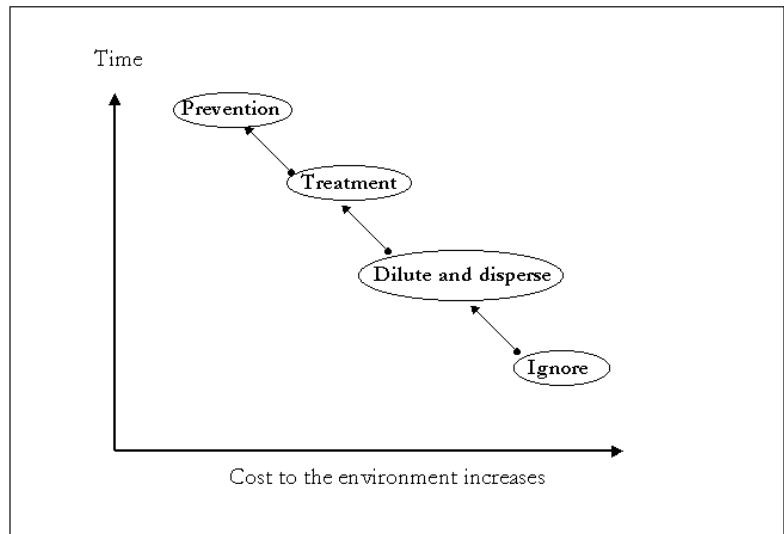 Time
Prevention
Treatment
Dilute and disperse
Ignore
Cost to the environment increases